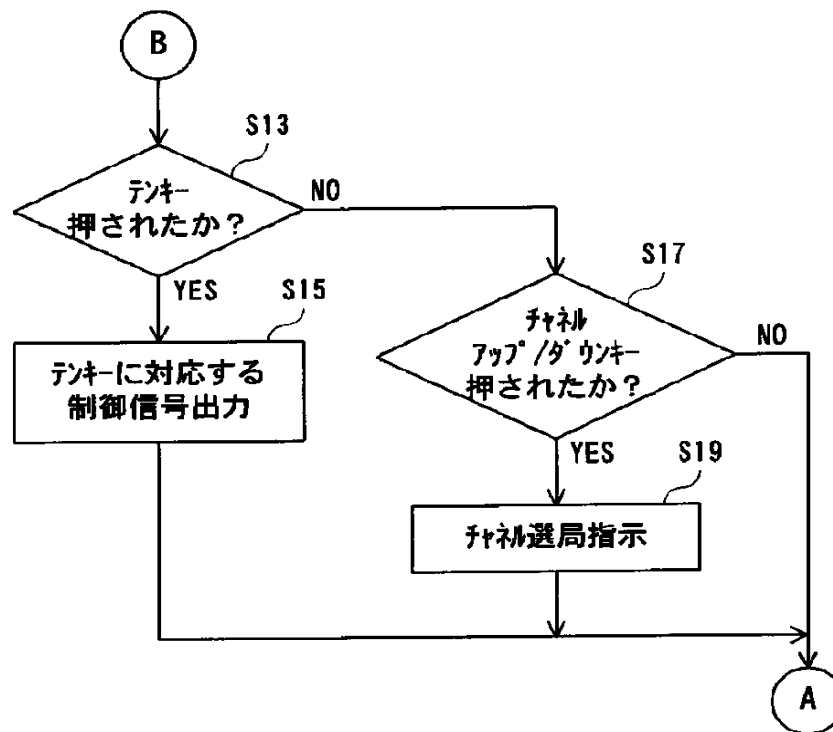 B
S13
ﾃﾝｷｰ
押されたか？
NO
YES
S15
ﾃﾝｷｰに対応する
制御信号出力
S17
ﾁｬﾈﾙ
ｱｯﾌﾟ/ﾀﾞｳﾝｷｰ
押されたか？
NO
YES
S19
ﾁｬﾈﾙ選局指示
A